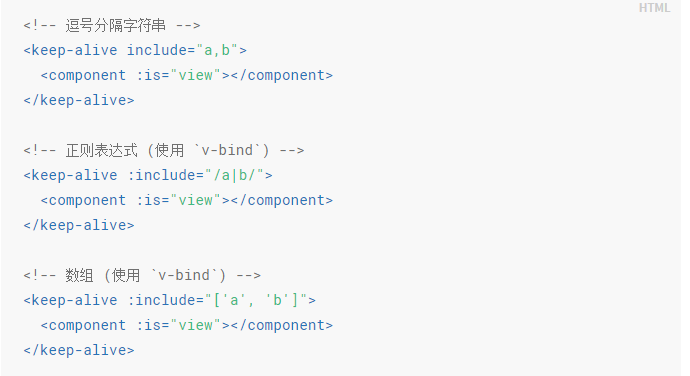 HTML
<!-- 逗号分隔字符串 -->
<keep-alive include="a,b">
  <component :is="view"></component>
</keep-alive>

<!-- 正则表达式 (使用 `v-bind`) -->
<keep-alive :include="/a|b/">
  <component :is="view"></component>
</keep-alive>

<!-- 数组 (使用 `v-bind`) -->
<keep-alive :include="['a', 'b']">
  <component :is="view"></component>
</keep-alive>